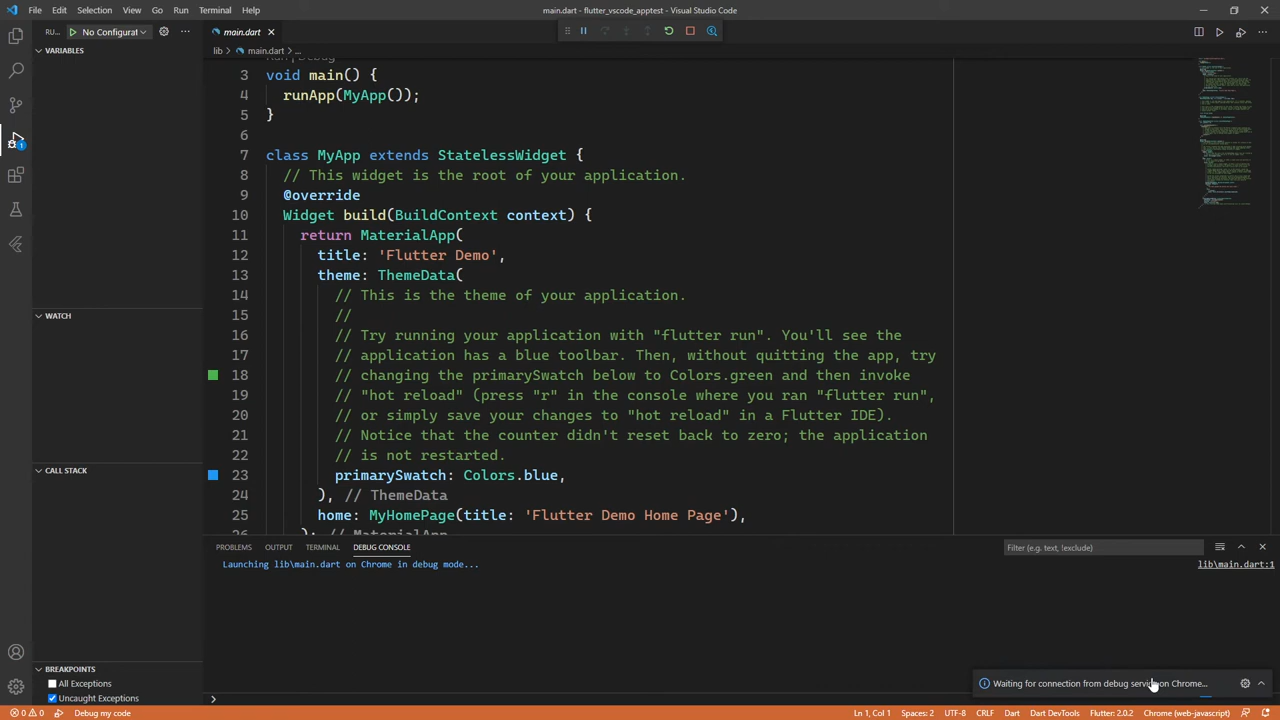 File Edit Selection View Go Run Terminal Help
main.dart - flutter_vscode_apptest - Visual Studio Code
RU... No Configurat
main.dart
VARIABLES
lib > main.dart > ...
Run | Debug
3 void main() {
4 runApp(MyApp());
5 }
6
7 class MyApp extends StatelessWidget {
8 // This widget is the root of your application.
9 @override
10 Widget build(BuildContext context) {
11 return MaterialApp(
12 title: 'Flutter Demo',
13 theme: ThemeData(
14 // This is the theme of your application.
15 //
16 // Try running your application with "flutter run". You'll see the
17 // application has a blue toolbar. Then, without quitting the app, try
18 // changing the primarySwatch below to Colors.green and then invoke
19 // "hot reload" (press "r" in the console where you ran "flutter run",
20 // or simply save your changes to "hot reload" in a Flutter IDE).
21 // Notice that the counter didn't reset back to zero; the application
22 // is not restarted.
23 primarySwatch: Colors.blue,
24 ), // ThemeData
25 home: MyHomePage(title: 'Flutter Demo Home Page'),
26 ); // MaterialApp
WATCH
CALL STACK
PROBLEMS OUTPUT TERMINAL DEBUG CONSOLE
Filter (e.g. text, !exclude)
Launching lib\main.dart on Chrome in debug mode...
lib\main.dart:1
BREAKPOINTS
All Exceptions
Uncaught Exceptions
Waiting for connection from debug service on Chrome...
0 0 Debug my code
Ln 1, Col 1 Spaces: 2 UTF-8 CRLF Dart Dart DevTools Flutter: 2.0.2 Chrome (web-javascript)